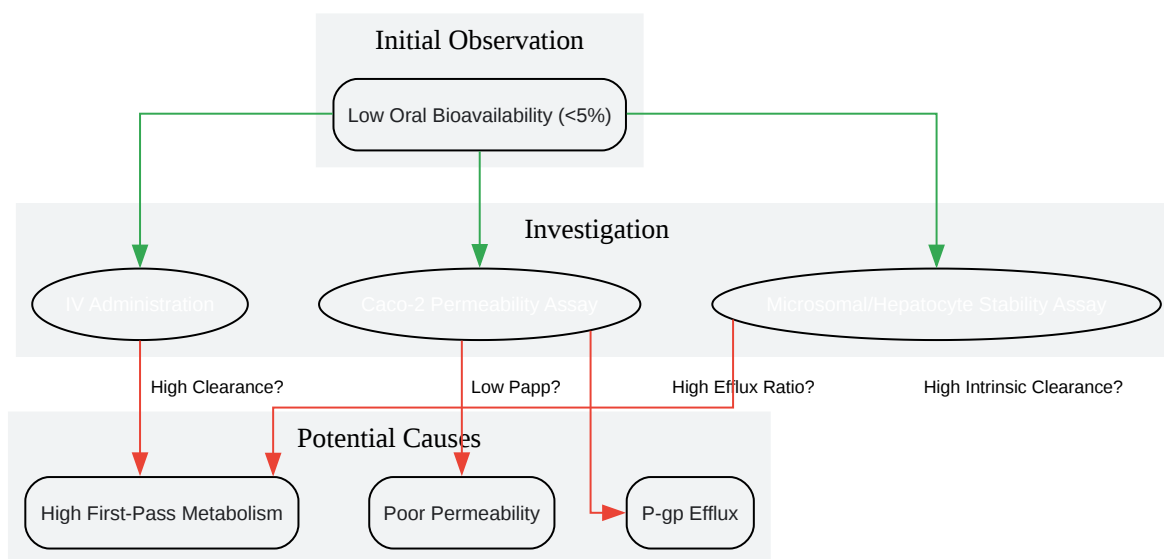 Initial Observation
Low Oral Bioavailability (<5%)
Investigation
IV Administration
Caco-2 Permeability Assay
Microsomal/Hepatocyte Stability Assay
High Clearance?
Low Papp?
High Efflux Ratio?
High Intrinsic Clearance?
Potential Causes
High First-Pass Metabolism
Poor Permeability
P-gp Efflux